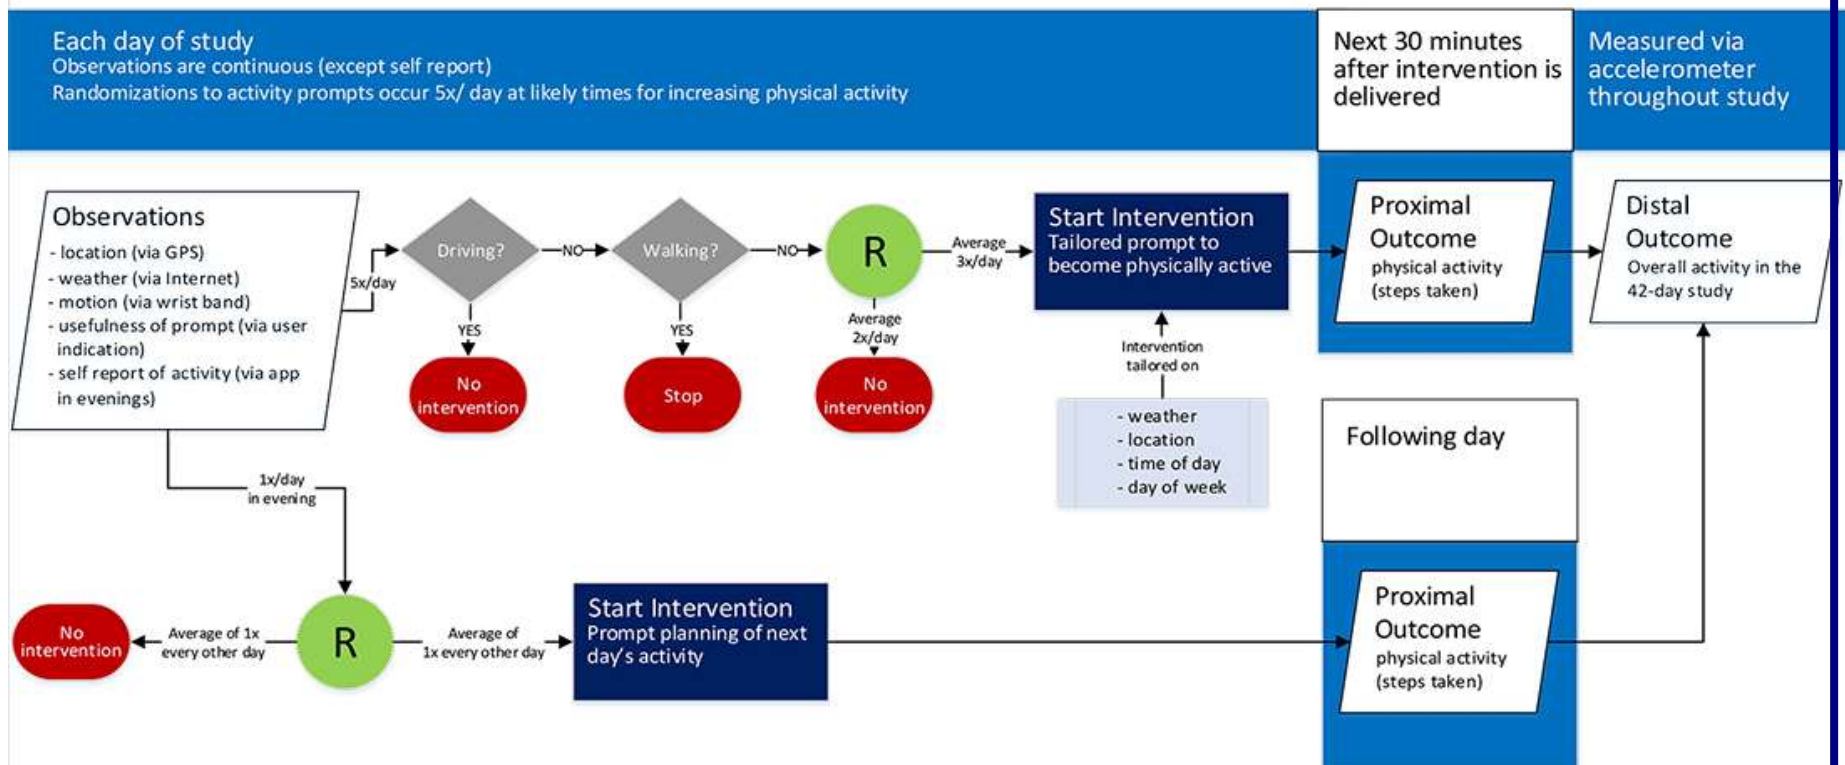 Each day of study
Observations are continuous (except self report)
Randomizations to activity prompts occur 5x/ day at likely times for increasing physical activity
Next 30 minutes
after intervention is
delivered
Measured via
accelerometer
throughout study
Observations
- location (via GPS)
- weather (via Internet)
- motion (via wrist band)
- usefulness of prompt (via user
indication)
- self report of activity (via app
in evenings)
5x/day
Driving?
NO
Walking?
NO
R
Average
3x/day
Start Intervention
Tailored prompt to
become physically active
Proximal
Outcome
physical activity
(steps taken)
Distal
Outcome
Overall activity in the
42-day study
YES
No
intervention
YES
Stop
Average
2x/day
No
intervention
Intervention
tailored on
- weather
- location
- time of day
- day of week
Following day
1x/day
in evening
No
intervention
Average of 1x
every other day
R
Average of
1x every other day
Start Intervention
Prompt planning of next
day's activity
Proximal
Outcome
physical activity
(steps taken)